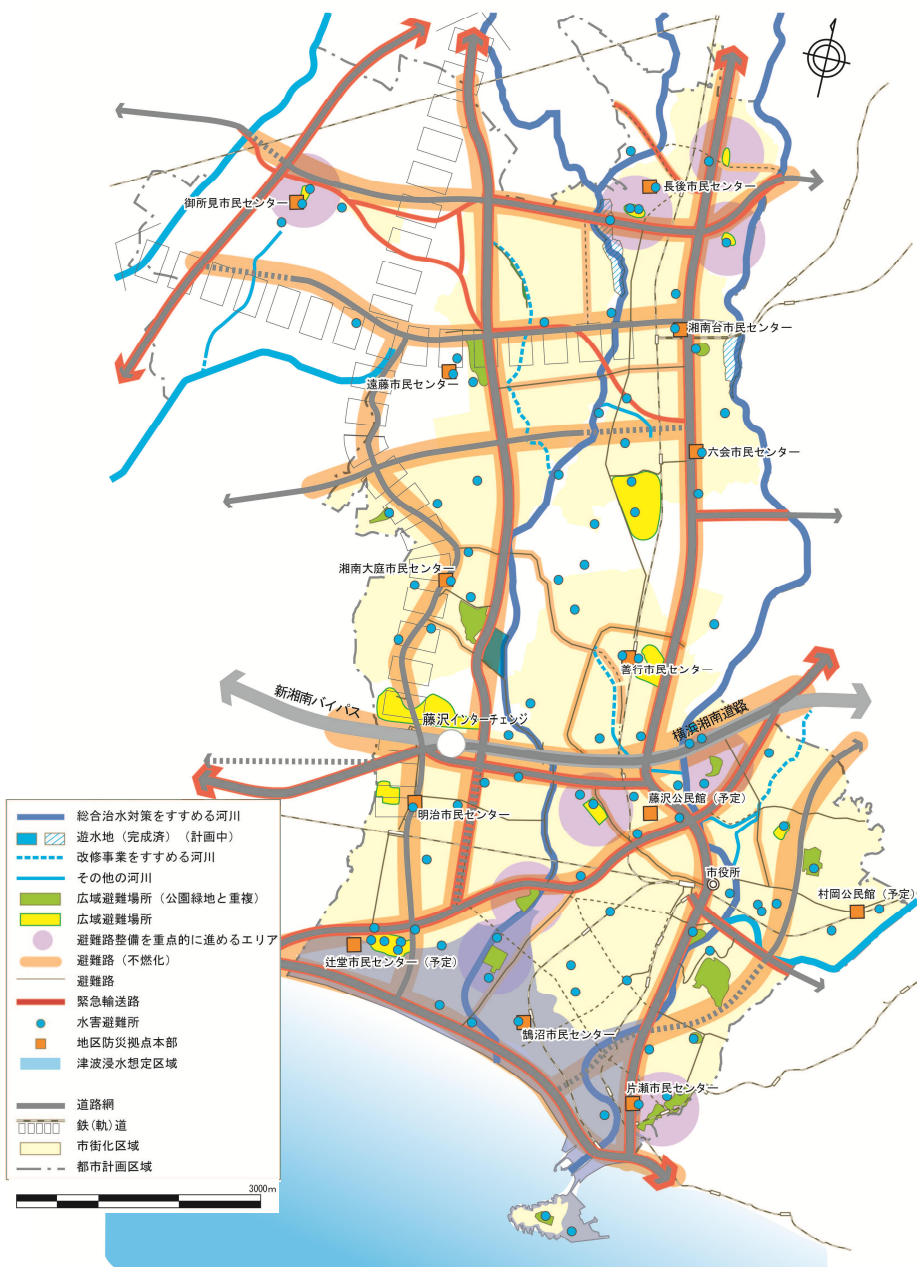 長後市民センター
御所見市民センター
湘南台市民センター
遠藤市民センター
六会市民センター
湘南大庭市民センター
善行市民センター
新湘南バイパス
藤沢インターチェンジ
横浜湘南道路
藤沢公民館（予定）
明治市民センター
市役所
村岡公民館（予定）
辻堂市民センター（予定）
鵠沼市民センター
片瀬市民センター
総合治水対策をすすめる河川
遊水地（完成済）（計画中）
改修事業をすすめる河川
その他の河川
広域避難場所（公園緑地と重複）
広域避難場所
避難路整備を重点的に進めるエリア
避難路（不燃化）
避難路
緊急輸送路
水害避難所
地区防災拠点本部
津波浸水想定区域
道路網
鉄（軌）道
市街化区域
都市計画区域
3000m